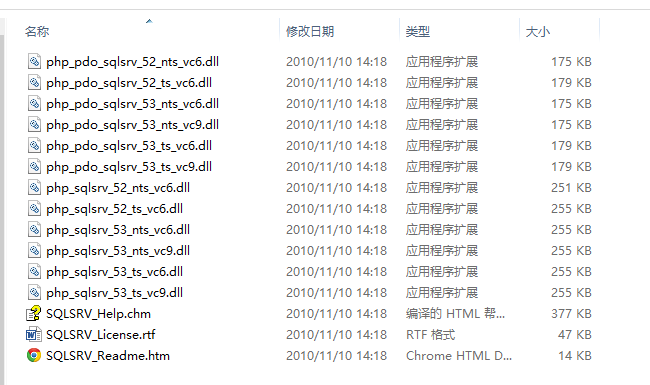 名称 修改日期 类型 大小
php_pdo_sqlsrv_52_nts_vc6.dll 2010/11/10 14:18 应用程序扩展 175 KB
php_pdo_sqlsrv_52_ts_vc6.dll 2010/11/10 14:18 应用程序扩展 179 KB
php_pdo_sqlsrv_53_nts_vc6.dll 2010/11/10 14:18 应用程序扩展 175 KB
php_pdo_sqlsrv_53_nts_vc9.dll 2010/11/10 14:18 应用程序扩展 175 KB
php_pdo_sqlsrv_53_ts_vc6.dll 2010/11/10 14:18 应用程序扩展 179 KB
php_pdo_sqlsrv_53_ts_vc9.dll 2010/11/10 14:18 应用程序扩展 179 KB
php_sqlsrv_52_nts_vc6.dll 2010/11/10 14:18 应用程序扩展 251 KB
php_sqlsrv_52_ts_vc6.dll 2010/11/10 14:18 应用程序扩展 255 KB
php_sqlsrv_53_nts_vc6.dll 2010/11/10 14:18 应用程序扩展 255 KB
php_sqlsrv_53_nts_vc9.dll 2010/11/10 14:18 应用程序扩展 255 KB
php_sqlsrv_53_ts_vc6.dll 2010/11/10 14:18 应用程序扩展 255 KB
php_sqlsrv_53_ts_vc9.dll 2010/11/10 14:18 应用程序扩展 255 KB
SQLSRV_Help.chm 2010/11/10 14:18 编译的 HTML 帮... 377 KB
SQLSRV_License.rtf 2010/11/10 14:18 RTF 格式 47 KB
SQLSRV_Readme.htm 2010/11/10 14:18 Chrome HTML D... 14 KB